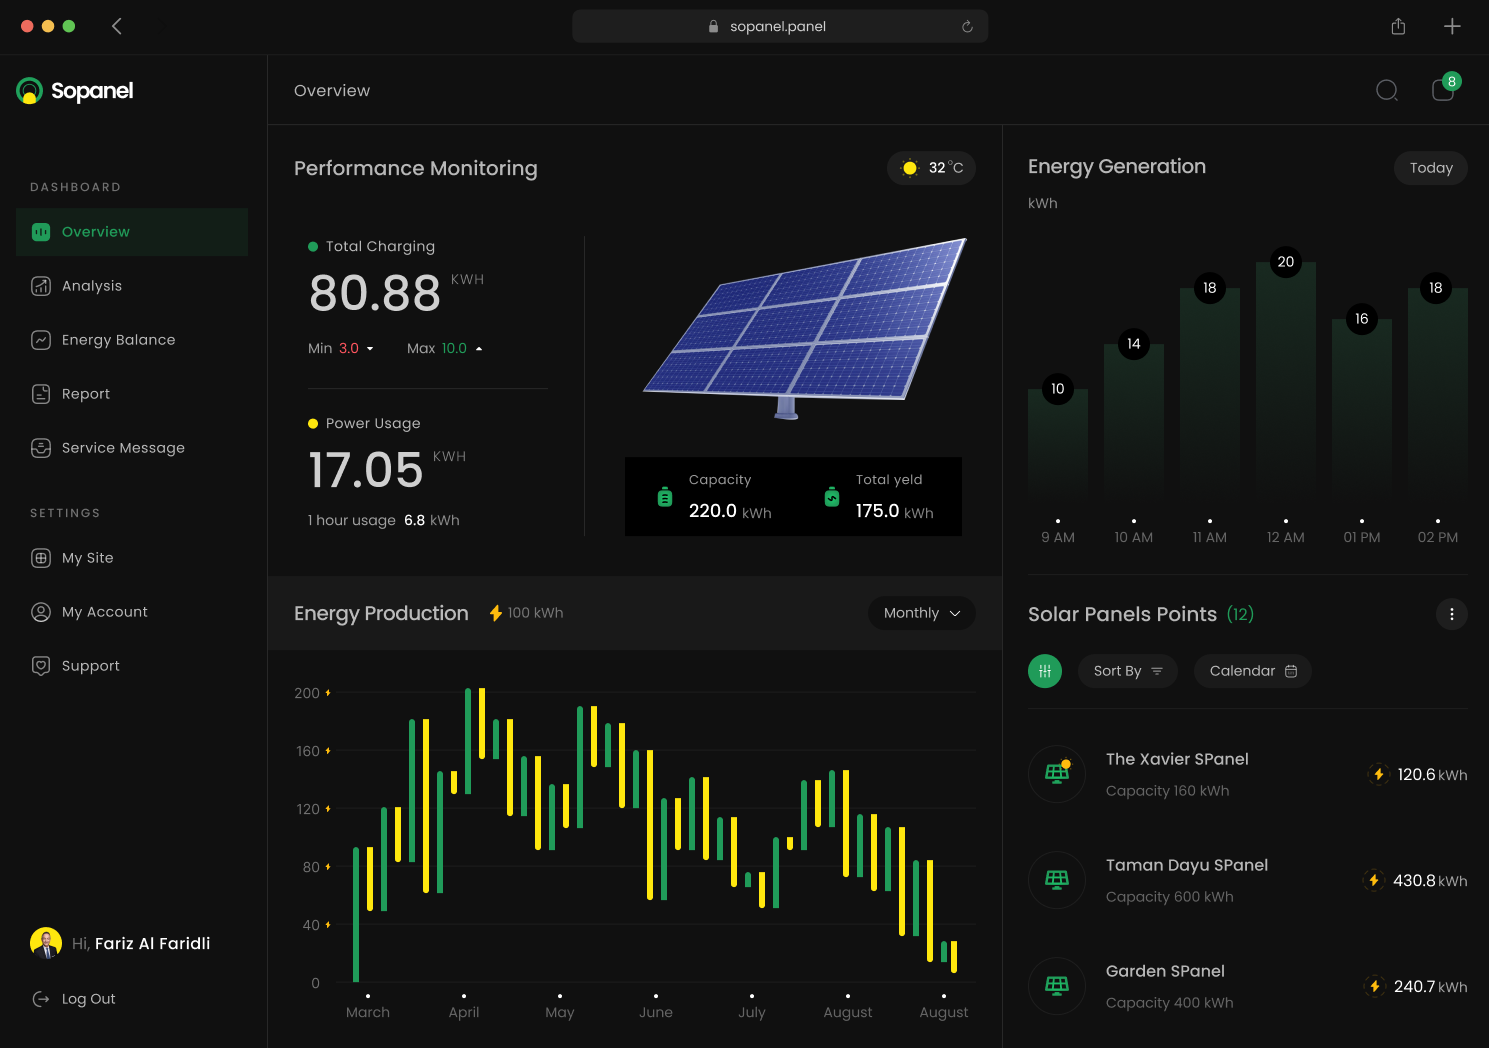 sopanel.panel
Sopanel
Overview
8
DASHBOARD
Overview
Analysis
Energy Balance
Report
Service Message
SETTINGS
My Site
My Account
Support
Hi, Fariz Al Faridli
Log Out
Performance Monitoring
32°C
Total Charging
80.88 KWH
Min 3.0 Max 10.0
Power Usage
17.05 KWH
1 hour usage 6.8 kWh
Capacity
220.0 kWh
Total yeld
175.0 kWh
Energy Production 100 kWh
Monthly
200
160
120
80
40
0
March April May June July August August
Energy Generation
Today
kWh
10 14 18 20 16 18
9 AM 10 AM 11 AM 12 AM 01 PM 02 PM
Solar Panels Points (12)
Sort By
Calendar
The Xavier SPanel
Capacity 160 kWh
120.6 kWh
Taman Dayu SPanel
Capacity 600 kWh
430.8 kWh
Garden SPanel
Capacity 400 kWh
240.7 kWh